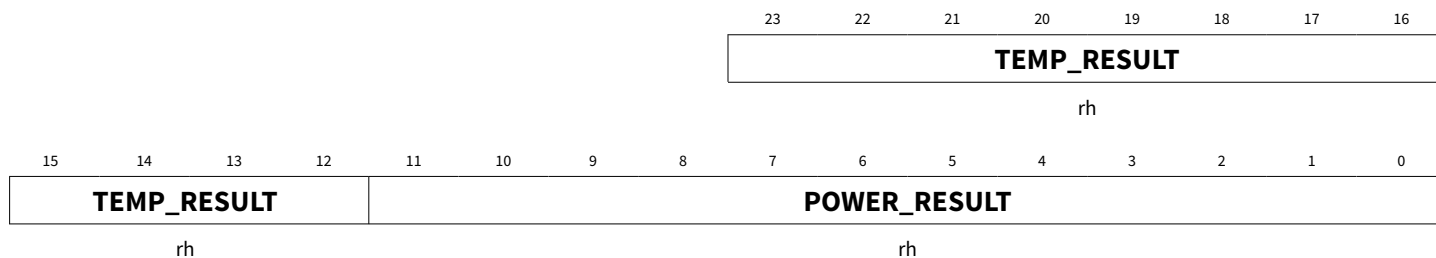 23 22 21 20 19 18 17 16
TEMP_RESULT
rh
15 14 13 12 11 10 9 8 7 6 5 4 3 2 1 0
TEMP_RESULT POWER_RESULT
rh rh